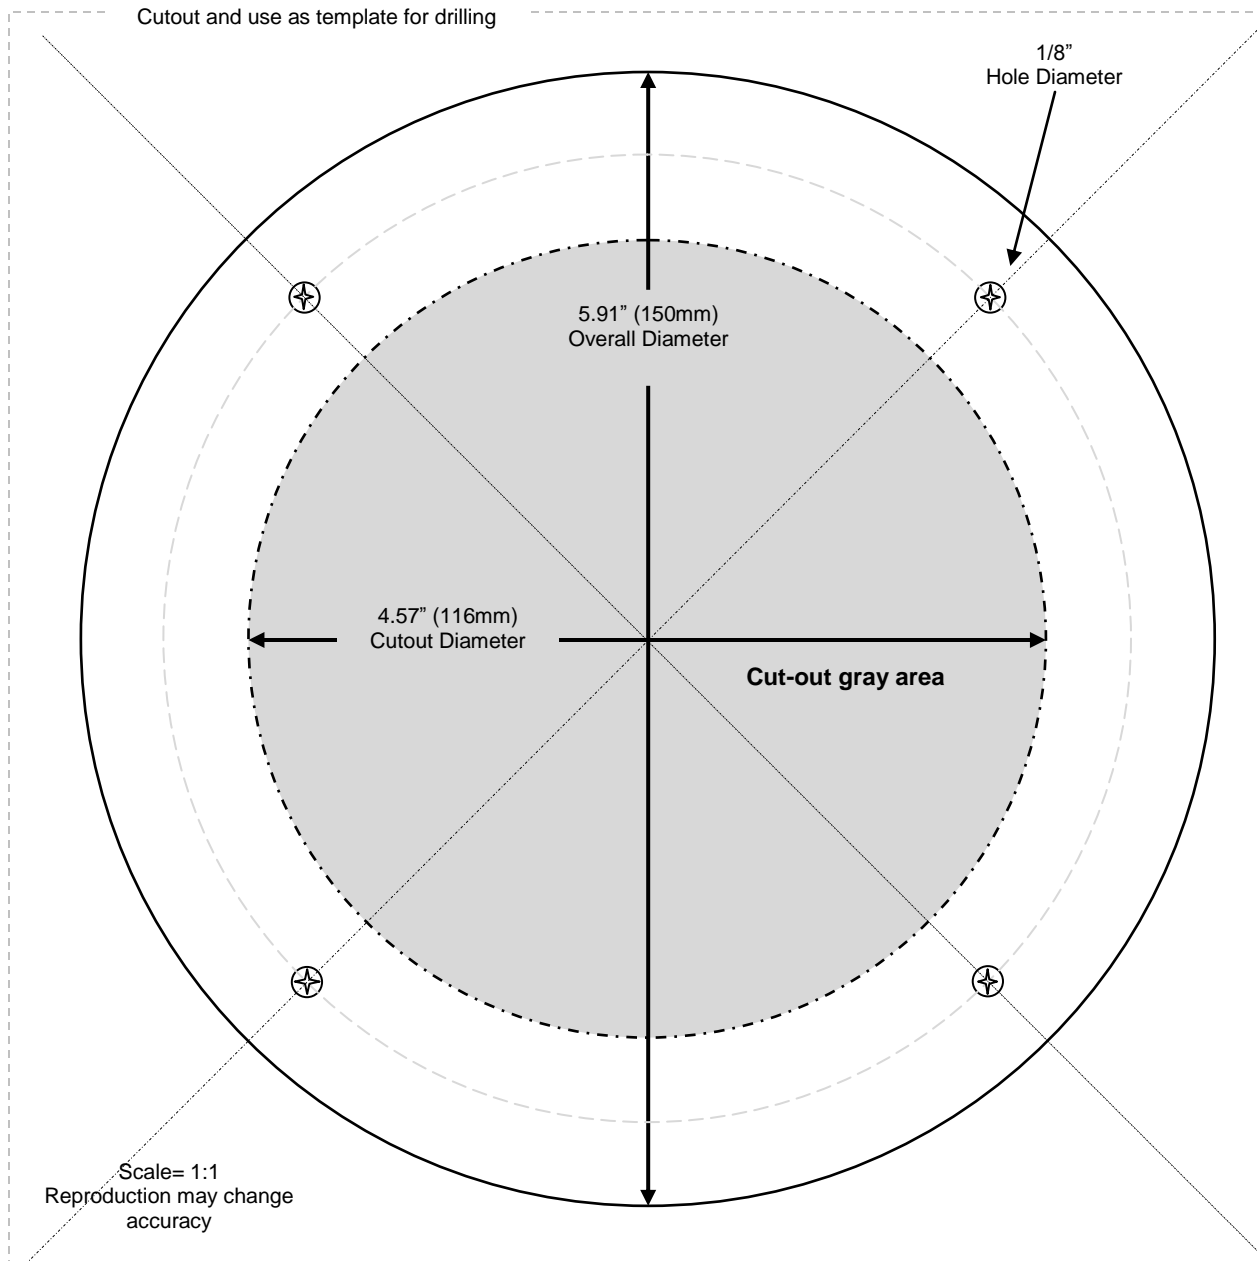 Cutout and use as template for drilling
1/8”
Hole Diameter
5.91” (150mm)
Overall Diameter
4.57” (116mm)
Cutout Diameter
Cut-out gray area
Scale= 1:1
Reproduction may change
accuracy